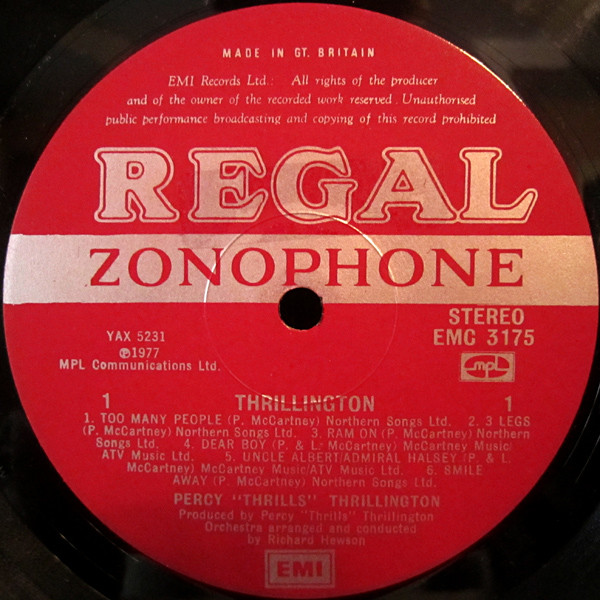 MADE IN GT. BRITAIN
EMI Records Ltd.: All rights of the producer
and of the owner of the recorded work reserved. Unauthorised
public performance broadcasting and copying of this record prohibited
REGAL
ZONOPHONE
STEREO
EMC 3175
mpl
YAX 5231
℗1977
MPL Communications Ltd.
1 THRILLINGTON 1
1. TOO MANY PEOPLE (P. McCartney) Northern Songs Ltd. 2. 3 LEGS
(P. McCartney) Northern Songs Ltd. 3. RAM ON (P. McCartney) Northern
Songs Ltd. 4. DEAR BOY (P. & L. McCartney) McCartney Music/
ATV Music Ltd. 5. UNCLE ALBERT/ADMIRAL HALSEY (P. & L.
McCartney) McCartney Music/ATV Music Ltd. 6. SMILE
AWAY (P. McCartney) Northern Songs Ltd.
PERCY "THRILLS" THRILLINGTON
Produced by Percy "Thrills" Thrillington
Orchestra arranged and conducted
by Richard Hewson
EMI